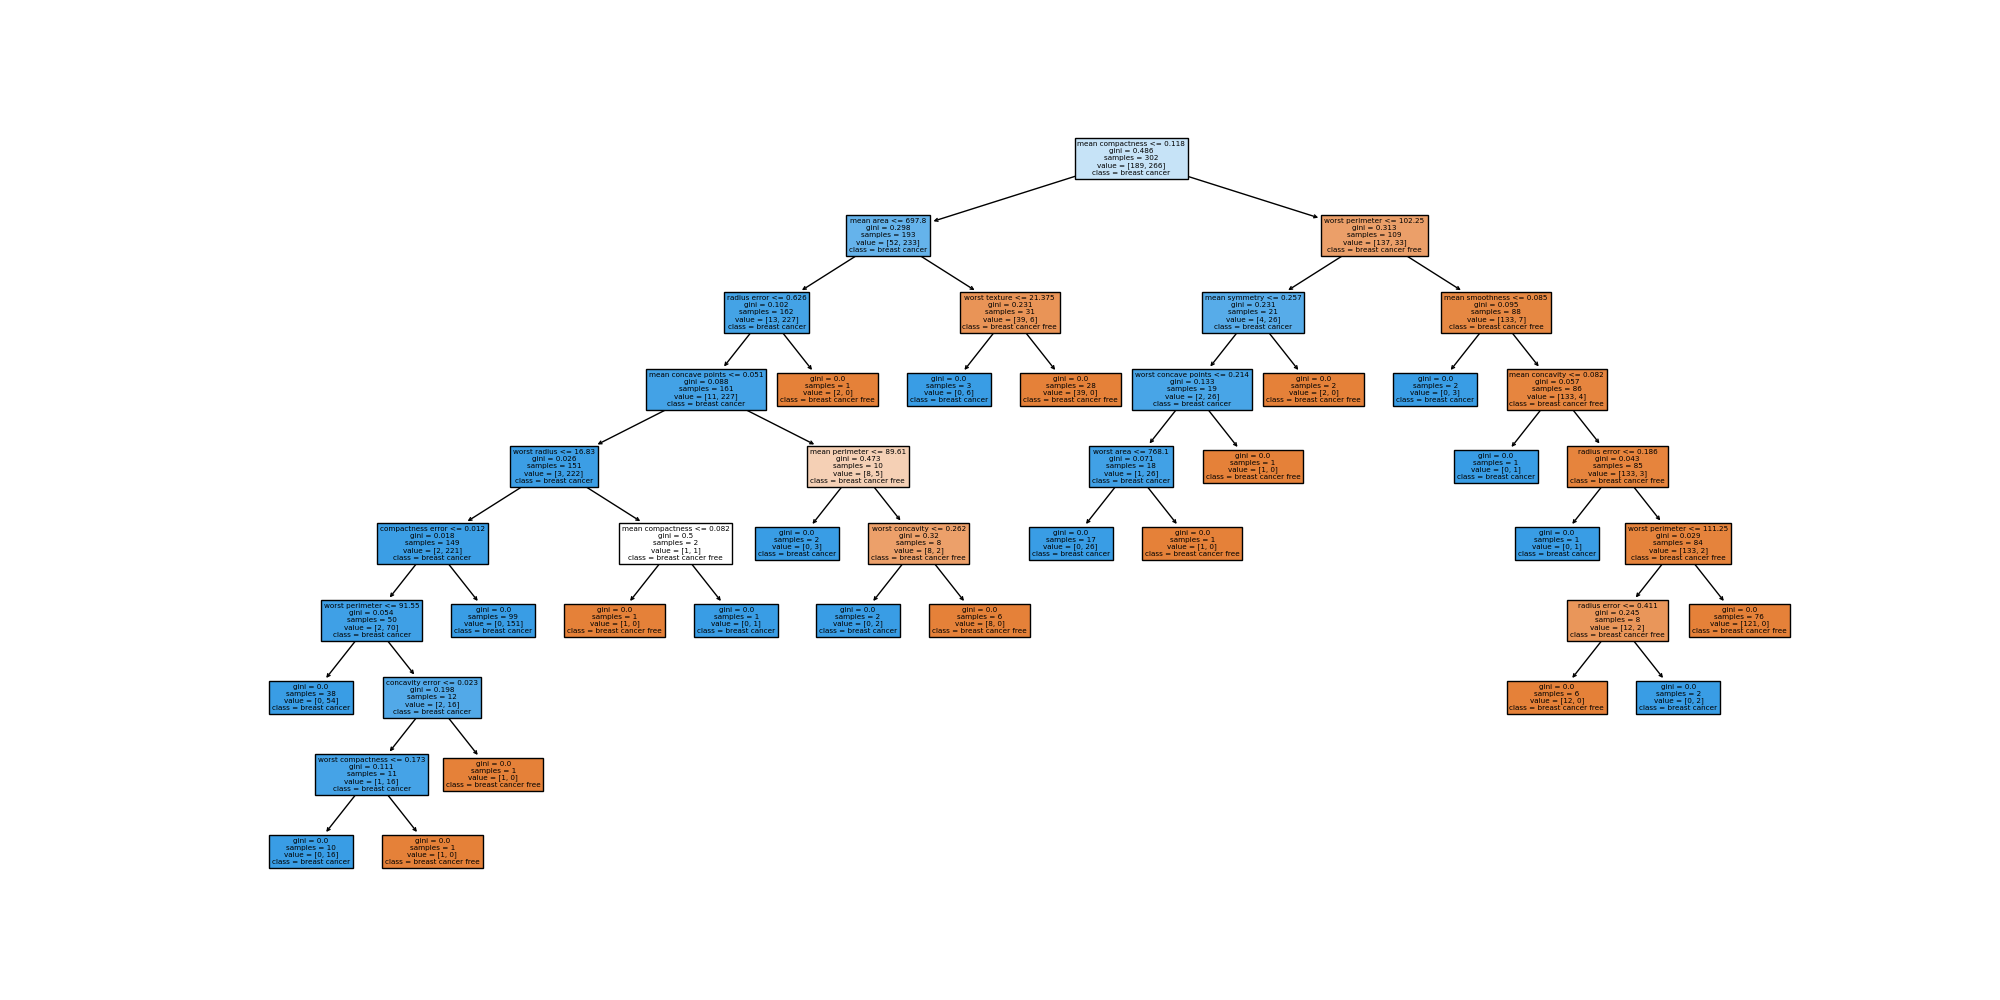 mean compactness <= 0.118
gini = 0.486
samples = 302
value = [189, 266]
class = breast cancer
mean area <= 697.8
gini = 0.298
samples = 193
value = [52, 233]
class = breast cancer
worst perimeter <= 102.25
gini = 0.313
samples = 109
value = [137, 33]
class = breast cancer free
radius error <= 0.626
gini = 0.102
samples = 162
value = [13, 227]
class = breast cancer
worst texture <= 21.375
gini = 0.231
samples = 31
value = [39, 6]
class = breast cancer free
mean symmetry <= 0.257
gini = 0.231
samples = 21
value = [4, 26]
class = breast cancer
mean smoothness <= 0.085
gini = 0.095
samples = 88
value = [133, 7]
class = breast cancer free
mean concave points <= 0.051
gini = 0.088
samples = 161
value = [11, 227]
class = breast cancer
gini = 0.0
samples = 1
value = [2, 0]
class = breast cancer free
gini = 0.0
samples = 3
value = [0, 6]
class = breast cancer
gini = 0.0
samples = 28
value = [39, 0]
class = breast cancer free
worst concave points <= 0.214
gini = 0.133
samples = 19
value = [2, 26]
class = breast cancer
gini = 0.0
samples = 2
value = [2, 0]
class = breast cancer free
gini = 0.0
samples = 2
value = [0, 3]
class = breast cancer
mean concavity <= 0.082
gini = 0.057
samples = 86
value = [133, 4]
class = breast cancer free
worst radius <= 16.83
gini = 0.026
samples = 151
value = [3, 222]
class = breast cancer
mean perimeter <= 89.61
gini = 0.473
samples = 10
value = [8, 5]
class = breast cancer free
worst area <= 768.1
gini = 0.071
samples = 18
value = [1, 26]
class = breast cancer
gini = 0.0
samples = 1
value = [1, 0]
class = breast cancer free
gini = 0.0
samples = 1
value = [0, 1]
class = breast cancer
radius error <= 0.186
gini = 0.043
samples = 85
value = [133, 3]
class = breast cancer free
compactness error <= 0.012
gini = 0.018
samples = 149
value = [2, 221]
class = breast cancer
mean compactness <= 0.082
gini = 0.5
samples = 2
value = [1, 1]
class = breast cancer free
gini = 0.0
samples = 2
value = [0, 3]
class = breast cancer
worst concavity <= 0.262
gini = 0.32
samples = 8
value = [8, 2]
class = breast cancer free
gini = 0.0
samples = 17
value = [0, 26]
class = breast cancer
gini = 0.0
samples = 1
value = [1, 0]
class = breast cancer free
gini = 0.0
samples = 1
value = [0, 1]
class = breast cancer
worst perimeter <= 111.25
gini = 0.029
samples = 84
value = [133, 2]
class = breast cancer free
worst perimeter <= 91.55
gini = 0.054
samples = 50
value = [2, 70]
class = breast cancer
gini = 0.0
samples = 99
value = [0, 151]
class = breast cancer
gini = 0.0
samples = 1
value = [1, 0]
class = breast cancer free
gini = 0.0
samples = 1
value = [0, 1]
class = breast cancer
gini = 0.0
samples = 2
value = [0, 2]
class = breast cancer
gini = 0.0
samples = 6
value = [8, 0]
class = breast cancer free
radius error <= 0.411
gini = 0.245
samples = 8
value = [12, 2]
class = breast cancer free
gini = 0.0
samples = 76
value = [121, 0]
class = breast cancer free
gini = 0.0
samples = 38
value = [0, 54]
class = breast cancer
concavity error <= 0.023
gini = 0.198
samples = 12
value = [2, 16]
class = breast cancer
gini = 0.0
samples = 6
value = [12, 0]
class = breast cancer free
gini = 0.0
samples = 2
value = [0, 2]
class = breast cancer
worst compactness <= 0.173
gini = 0.111
samples = 11
value = [1, 16]
class = breast cancer
gini = 0.0
samples = 1
value = [1, 0]
class = breast cancer free
gini = 0.0
samples = 10
value = [0, 16]
class = breast cancer
gini = 0.0
samples = 1
value = [1, 0]
class = breast cancer free